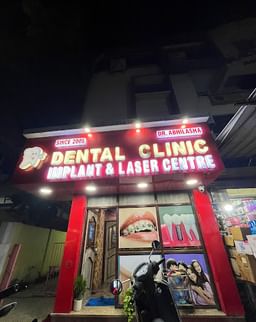 SINCE 2005
DR. ABHILASHA
DENTAL CLINIC
IMPLANT & LASER CENTRE